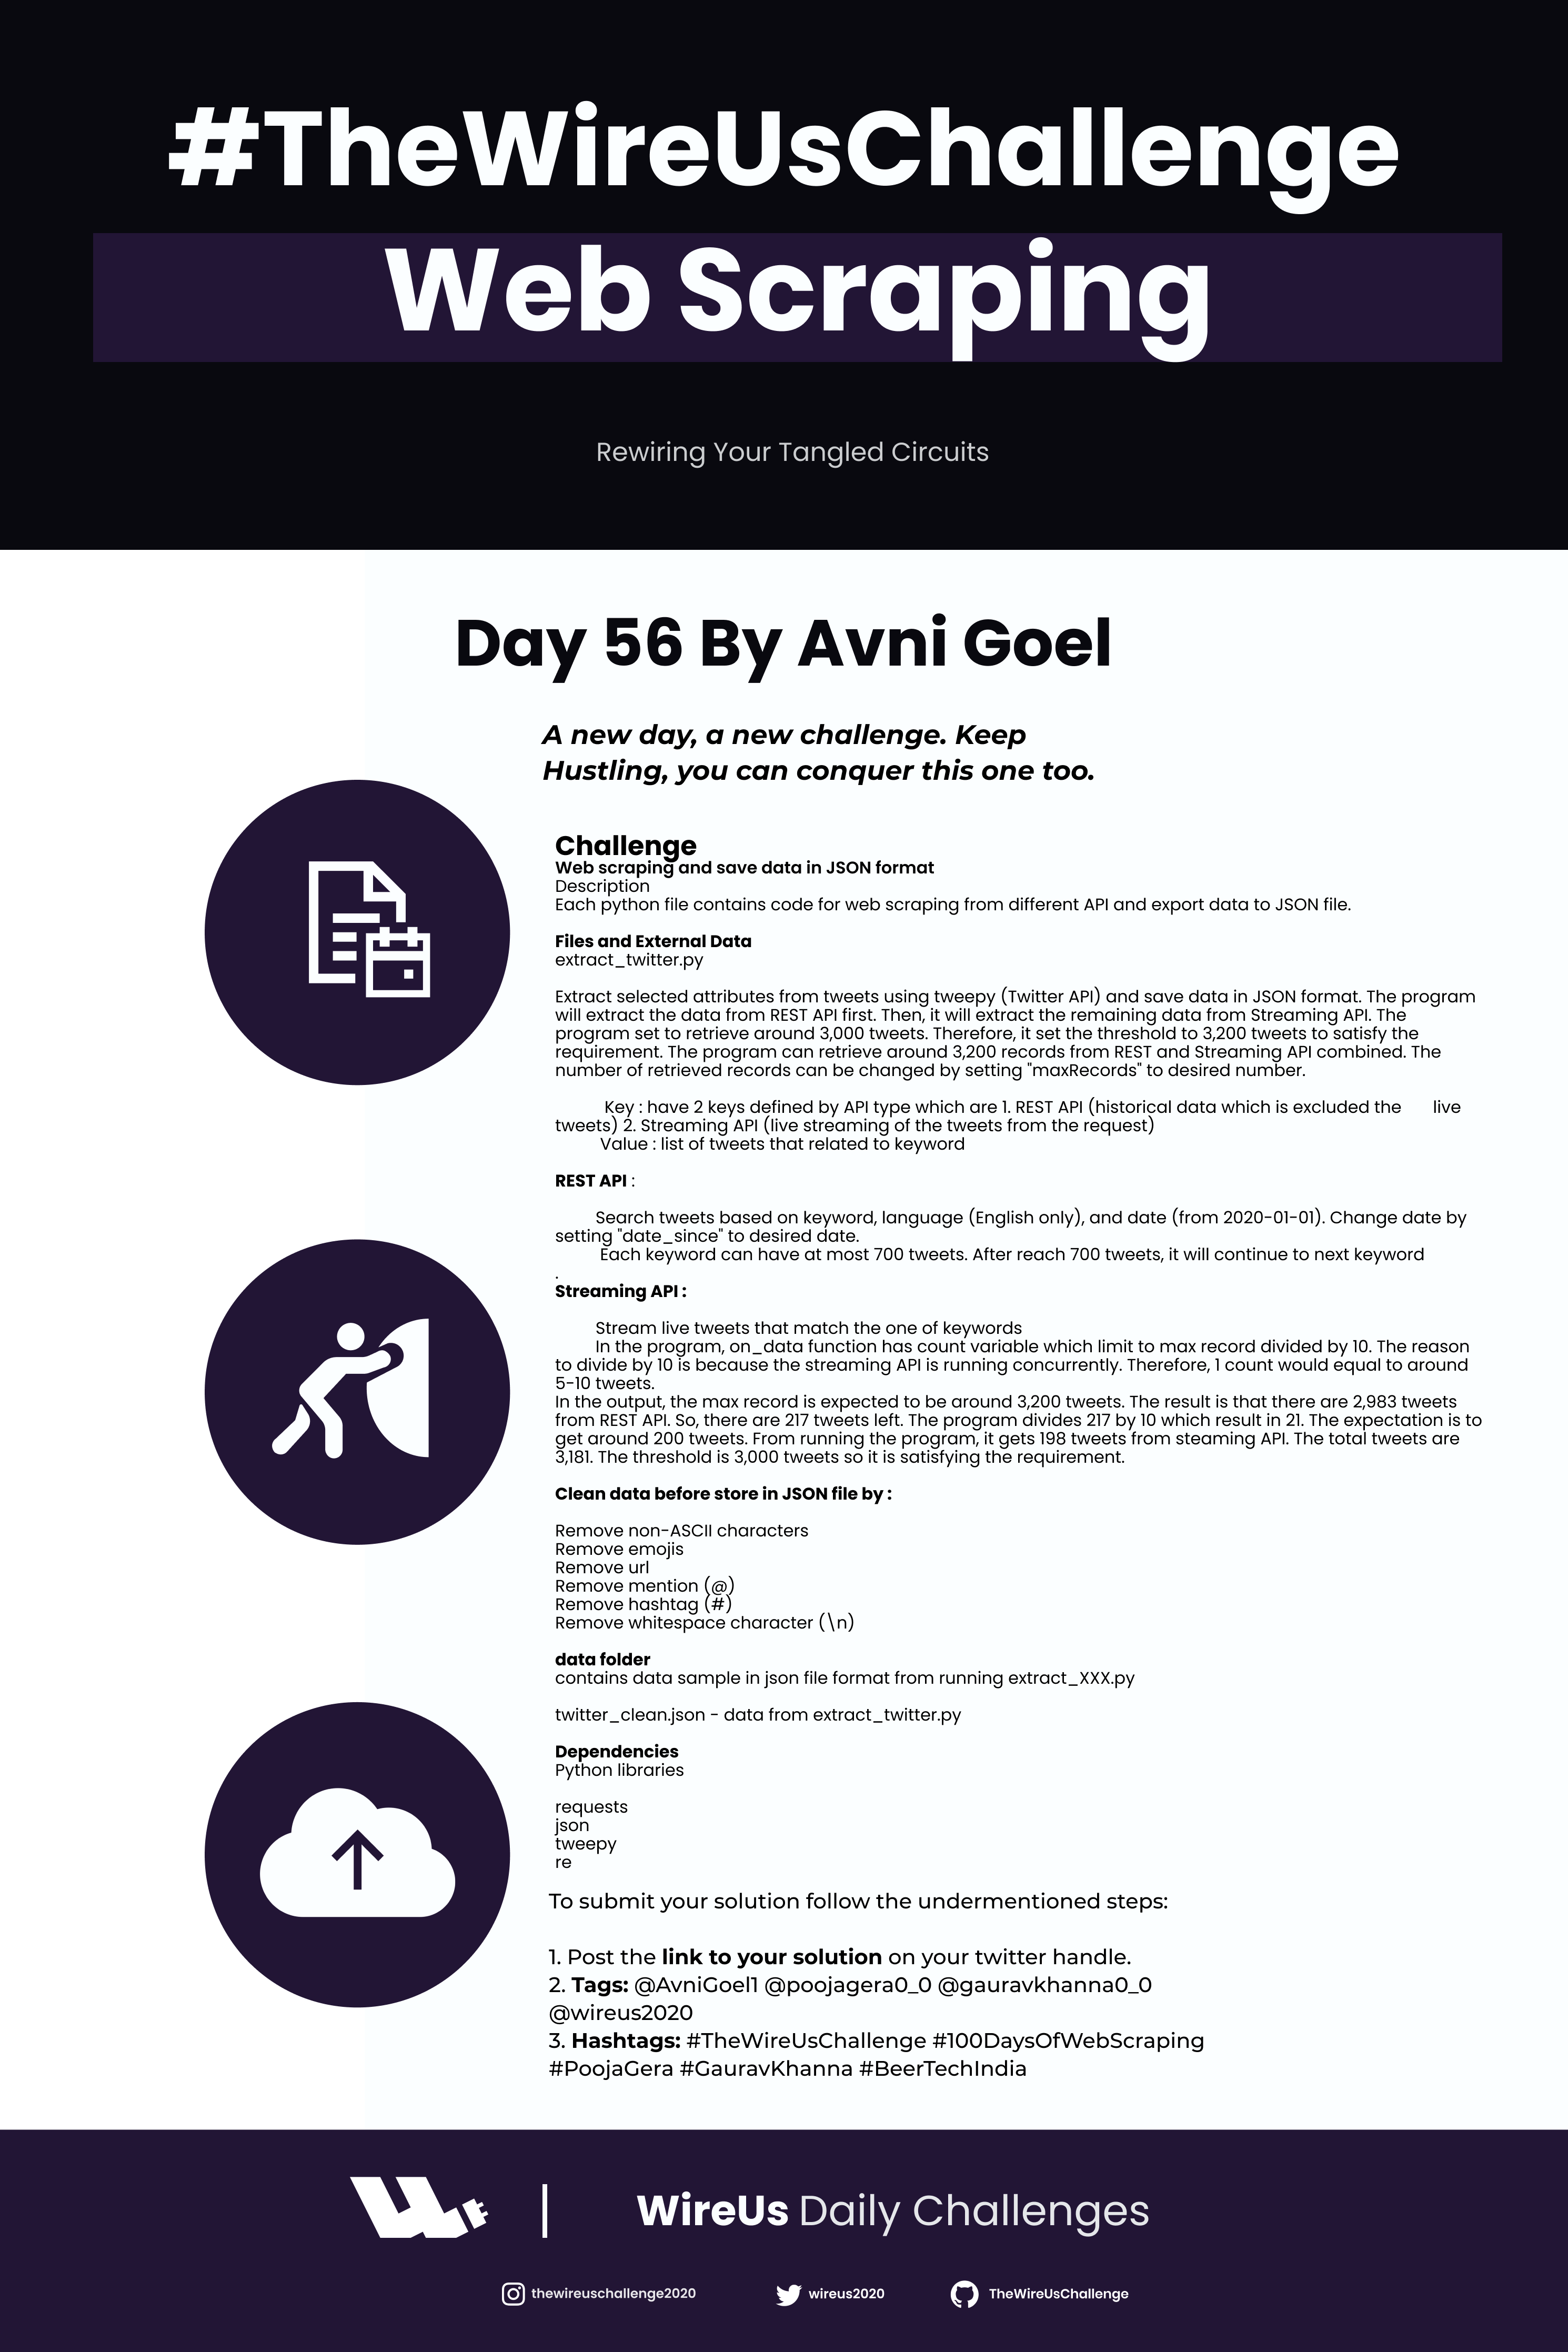 #TheWireUsChallenge
Web Scraping
Rewiring Your Tangled Circuits
Day 56 By Avni Goel
A new day, a new challenge. Keep
Hustling, you can conquer this one too.
Challenge
Web scraping and save data in JSON format
Description
Each python file contains code for web scraping from different API and export data to JSON file.
Files and External Data
extract_twitter.py
Extract selected attributes from tweets using tweepy (Twitter API) and save data in JSON format. The program
will extract the data from REST API first. Then, it will extract the remaining data from Streaming API. The
program set to retrieve around 3,000 tweets. Therefore, it set the threshold to 3,200 tweets to satisfy the
requirement. The program can retrieve around 3,200 records from REST and Streaming API combined. The
number of retrieved records can be changed by setting "maxRecords" to desired number.
Key : have 2 keys defined by API type which are 1. REST API (historical data which is excluded the live
tweets) 2. Streaming API (live streaming of the tweets from the request)
Value : list of tweets that related to keyword
REST API :
Search tweets based on keyword, language (English only), and date (from 2020-01-01). Change date by
setting "date_since" to desired date.
Each keyword can have at most 700 tweets. After reach 700 tweets, it will continue to next keyword
.
Streaming API :
Stream live tweets that match the one of keywords
In the program, on_data function has count variable which limit to max record divided by 10. The reason
to divide by 10 is because the streaming API is running concurrently. Therefore, 1 count would equal to around
5-10 tweets.
In the output, the max record is expected to be around 3,200 tweets. The result is that there are 2,983 tweets
from REST API. So, there are 217 tweets left. The program divides 217 by 10 which result in 21. The expectation is to
get around 200 tweets. From running the program, it gets 198 tweets from steaming API. The total tweets are
3,181. The threshold is 3,000 tweets so it is satisfying the requirement.
Clean data before store in JSON file by :
Remove non-ASCII characters
Remove emojis
Remove url
Remove mention (@)
Remove hashtag (#)
Remove whitespace character (\n)
data folder
contains data sample in json file format from running extract_XXX.py
twitter_clean.json - data from extract_twitter.py
Dependencies
Python libraries
requests
json
tweepy
re
To submit your solution follow the undermentioned steps:
1. Post the link to your solution on your twitter handle.
2. Tags: @AvniGoel1 @poojagera0_0 @gauravkhanna0_0
@wireus2020
3. Hashtags: #TheWireUsChallenge #100DaysOfWebScraping
#PoojaGera #GauravKhanna #BeerTechIndia
WireUs Daily Challenges
thewireuschallenge2020 wireus2020 TheWireUsChallenge